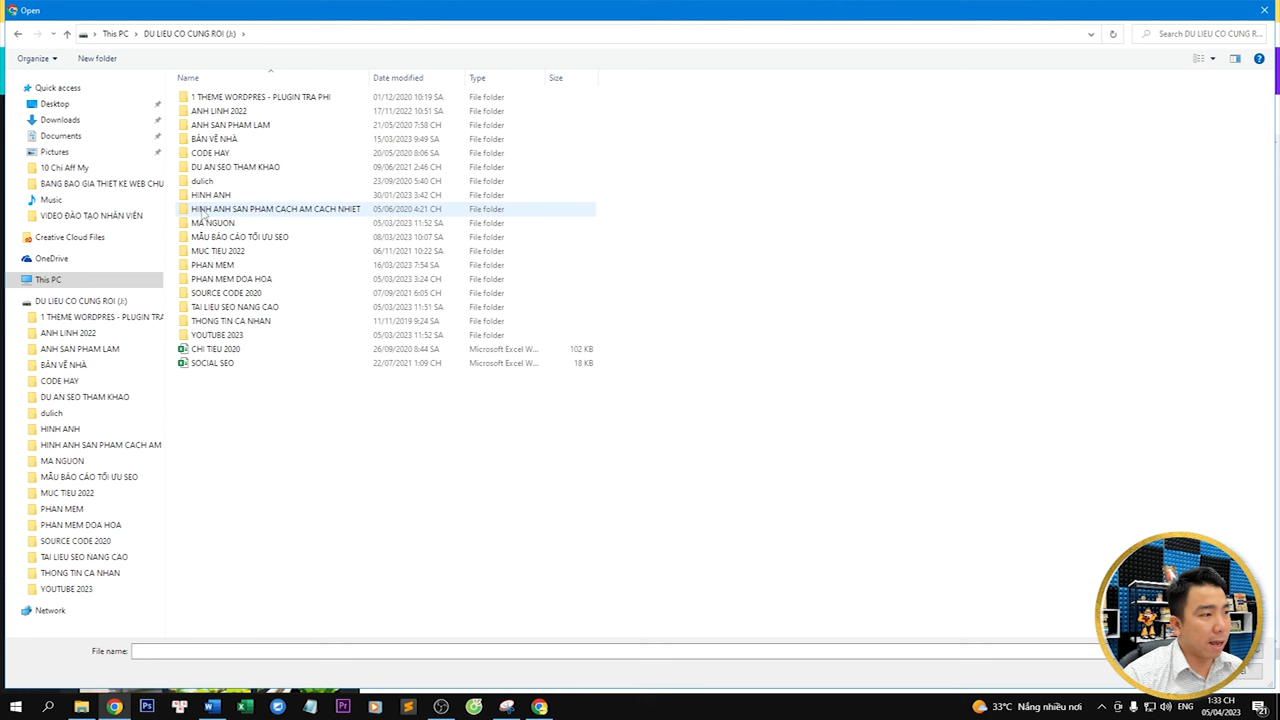 Open
This PC > DU LIEU CO CUNG ROI (J:) >
Search DU LIEU CO CUNG ROI (J:)
Organize
New folder
Name
Date modified
Type
Size
Quick access
Desktop
Downloads
Documents
Pictures
10 Chi Aff My
BANG BAO GIA THIET KE WEB CHU
Music
VIDEO ĐÀO TẠO NHÂN VIÊN
Creative Cloud Files
OneDrive
This PC
DU LIEU CO CUNG ROI (J:)
1 THEME WORDPRES - PLUGIN TRA
ANH LINH 2022
ANH SAN PHAM LAM
BẢN VẼ NHÀ
CODE HAY
DU AN SEO THAM KHAO
dulich
HINH ANH
HINH ANH SAN PHAM CACH AM
MA NGUON
MẪU BÁO CÁO TỐI ƯU SEO
MUC TIEU 2022
PHAN MEM
PHAN MEM DOA HOA
SOURCE CODE 2020
TAI LIEU SEO NANG CAO
THONG TIN CA NHAN
YOUTUBE 2023
Network
1 THEME WORDPRES - PLUGIN TRA PHI 01/12/2020 10:19 SA File folder
ANH LINH 2022 17/11/2022 10:51 SA File folder
ANH SAN PHAM LAM 21/05/2020 7:58 CH File folder
BẢN VẼ NHÀ 15/03/2023 9:49 SA File folder
CODE HAY 20/05/2020 8:06 SA File folder
DU AN SEO THAM KHAO 09/06/2021 2:46 CH File folder
dulich 23/09/2020 5:40 CH File folder
HINH ANH 30/01/2023 3:42 CH File folder
HINH ANH SAN PHAM CACH AM CACH NHIET 05/06/2020 4:21 CH File folder
MA NGUON 05/03/2023 11:52 SA File folder
MẪU BÁO CÁO TỐI ƯU SEO 08/03/2023 10:07 SA File folder
MUC TIEU 2022 06/11/2021 10:22 SA File folder
PHAN MEM 16/03/2023 7:54 SA File folder
PHAN MEM DOA HOA 05/03/2023 3:24 CH File folder
SOURCE CODE 2020 07/09/2021 6:05 CH File folder
TAI LIEU SEO NANG CAO 05/03/2023 11:51 SA File folder
THONG TIN CA NHAN 11/11/2019 9:24 SA File folder
YOUTUBE 2023 05/03/2023 11:52 SA File folder
CHI TIEU 2020 26/09/2020 8:44 SA Microsoft Excel W... 102 KB
SOCIAL SEO 22/07/2021 1:09 CH Microsoft Excel W... 18 KB
File name:
33°C Nắng nhiều nơi
ENG
1:33 CH
05/04/2023
21